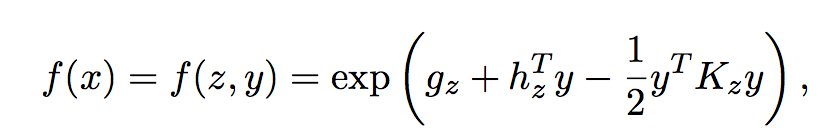 f(x) = f(z, y) = exp ( g_z + h_z^T y − 1/2 y^T K_z y ) ,